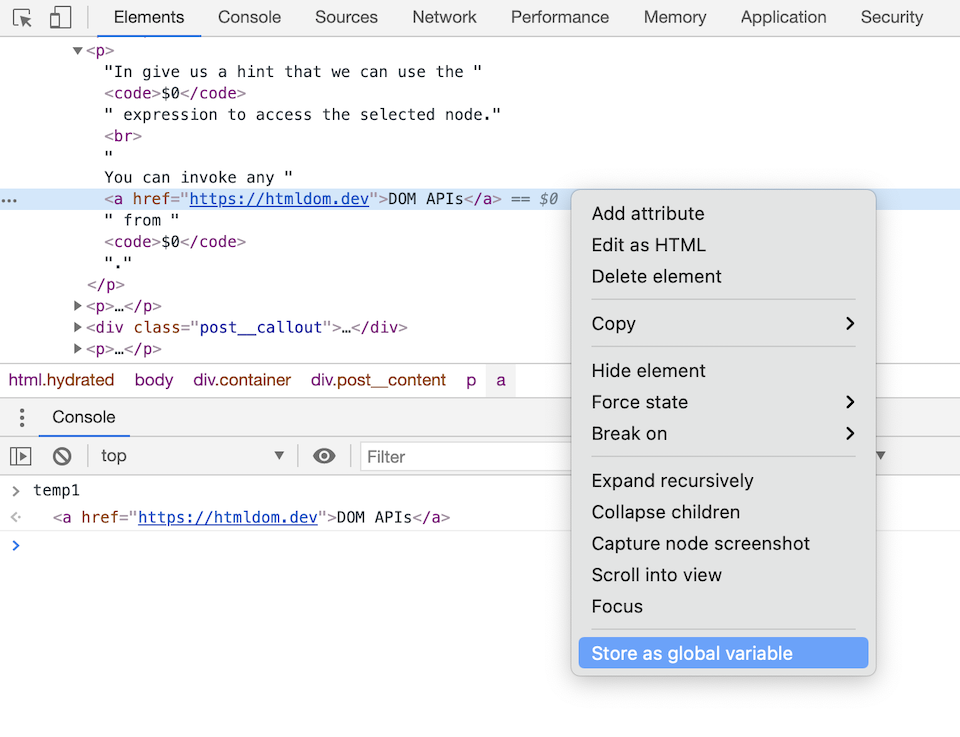 Elements Console Sources Network Performance Memory Application Security
▼<p>
"In give us a hint that we can use the "
<code>$0</code>
" expression to access the selected node."
<br>
"
You can invoke any "
<a href="https://htmldom.dev">DOM APIs</a> == $0
" from "
<code>$0</code>
"."
</p>
▶<p>…</p>
▶<div class="post__callout">…</div>
▶<p>…</p>
html.hydrated body div.container div.post__content p a
Console
top ▼ Filter ▼
> temp1
<a href="https://htmldom.dev">DOM APIs</a>
>
Add attribute
Edit as HTML
Delete element
Copy
Hide element
Force state
Break on
Expand recursively
Collapse children
Capture node screenshot
Scroll into view
Focus
Store as global variable